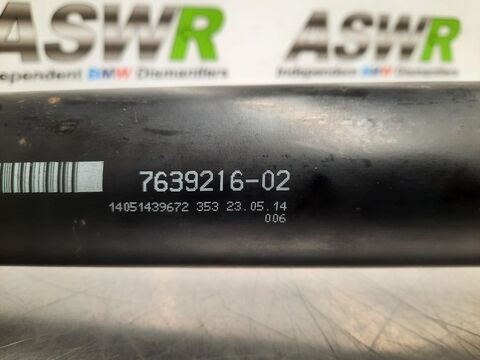 ASWR
Independent BMW Dismantlers
ASWR
Independent BMW Dismantlers
7639216-02
14051439672 353 23.05.14
006